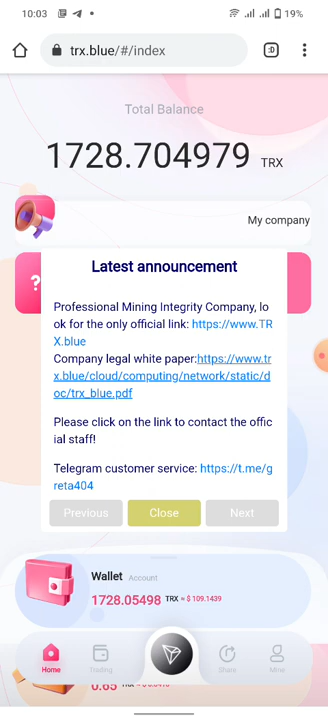 10:03
19%
trx.blue/#/index
:D
Total Balance
1728.704979 TRX
My company
?
Latest announcement
Professional Mining Integrity Company, lo
ok for the only official link: https://www.TR
X.blue
Company legal white paper:https://www.tr
x.blue/cloud/computing/network/static/d
oc/trx_blue.pdf
Please click on the link to contact the offic
ial staff!
Telegram customer service: https://t.me/g
reta404
Previous Close Next
Wallet Account
1728.05498 TRX ≈ $ 109.1439
Home Trading Share Mine
0.65